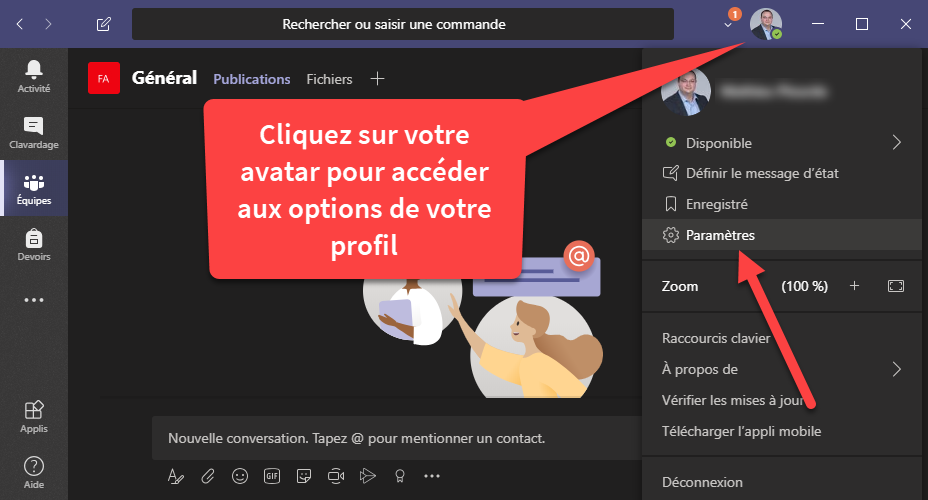 Rechercher ou saisir une commande
1
Activité
Clavardage
Équipes
Devoirs
Applis
Aide
FA
Général
Publications
Fichiers
Cliquez sur votre
avatar pour accéder
aux options de votre
profil
@
Nouvelle conversation. Tapez @ pour mentionner un contact.
GIF
Disponible
Définir le message d'état
Enregistré
Paramètres
Zoom (100 %) +
Raccourcis clavier
À propos de
Vérifier les mises à jour
Télécharger l'appli mobile
Déconnexion